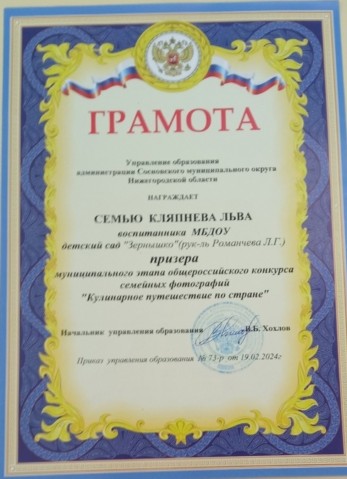 ГРАМОТА
Управление образования
администрации Сосновского муниципального округа
Нижегородской области
НАГРАЖДАЕТ
СЕМЬЮ КЛЯПНЕВА ЛЬВА
воспитанника МБДОУ
детский сад "Зернышко"(рук-ль Романчева Л.Г.)
призера
муниципального этапа общероссийского конкурса
семейных фотографий
"Кулинарное путешествие по стране"
Начальник управления образования В.Б. Хохлов
Приказ управления образования № 73-р от 19.02.2024г